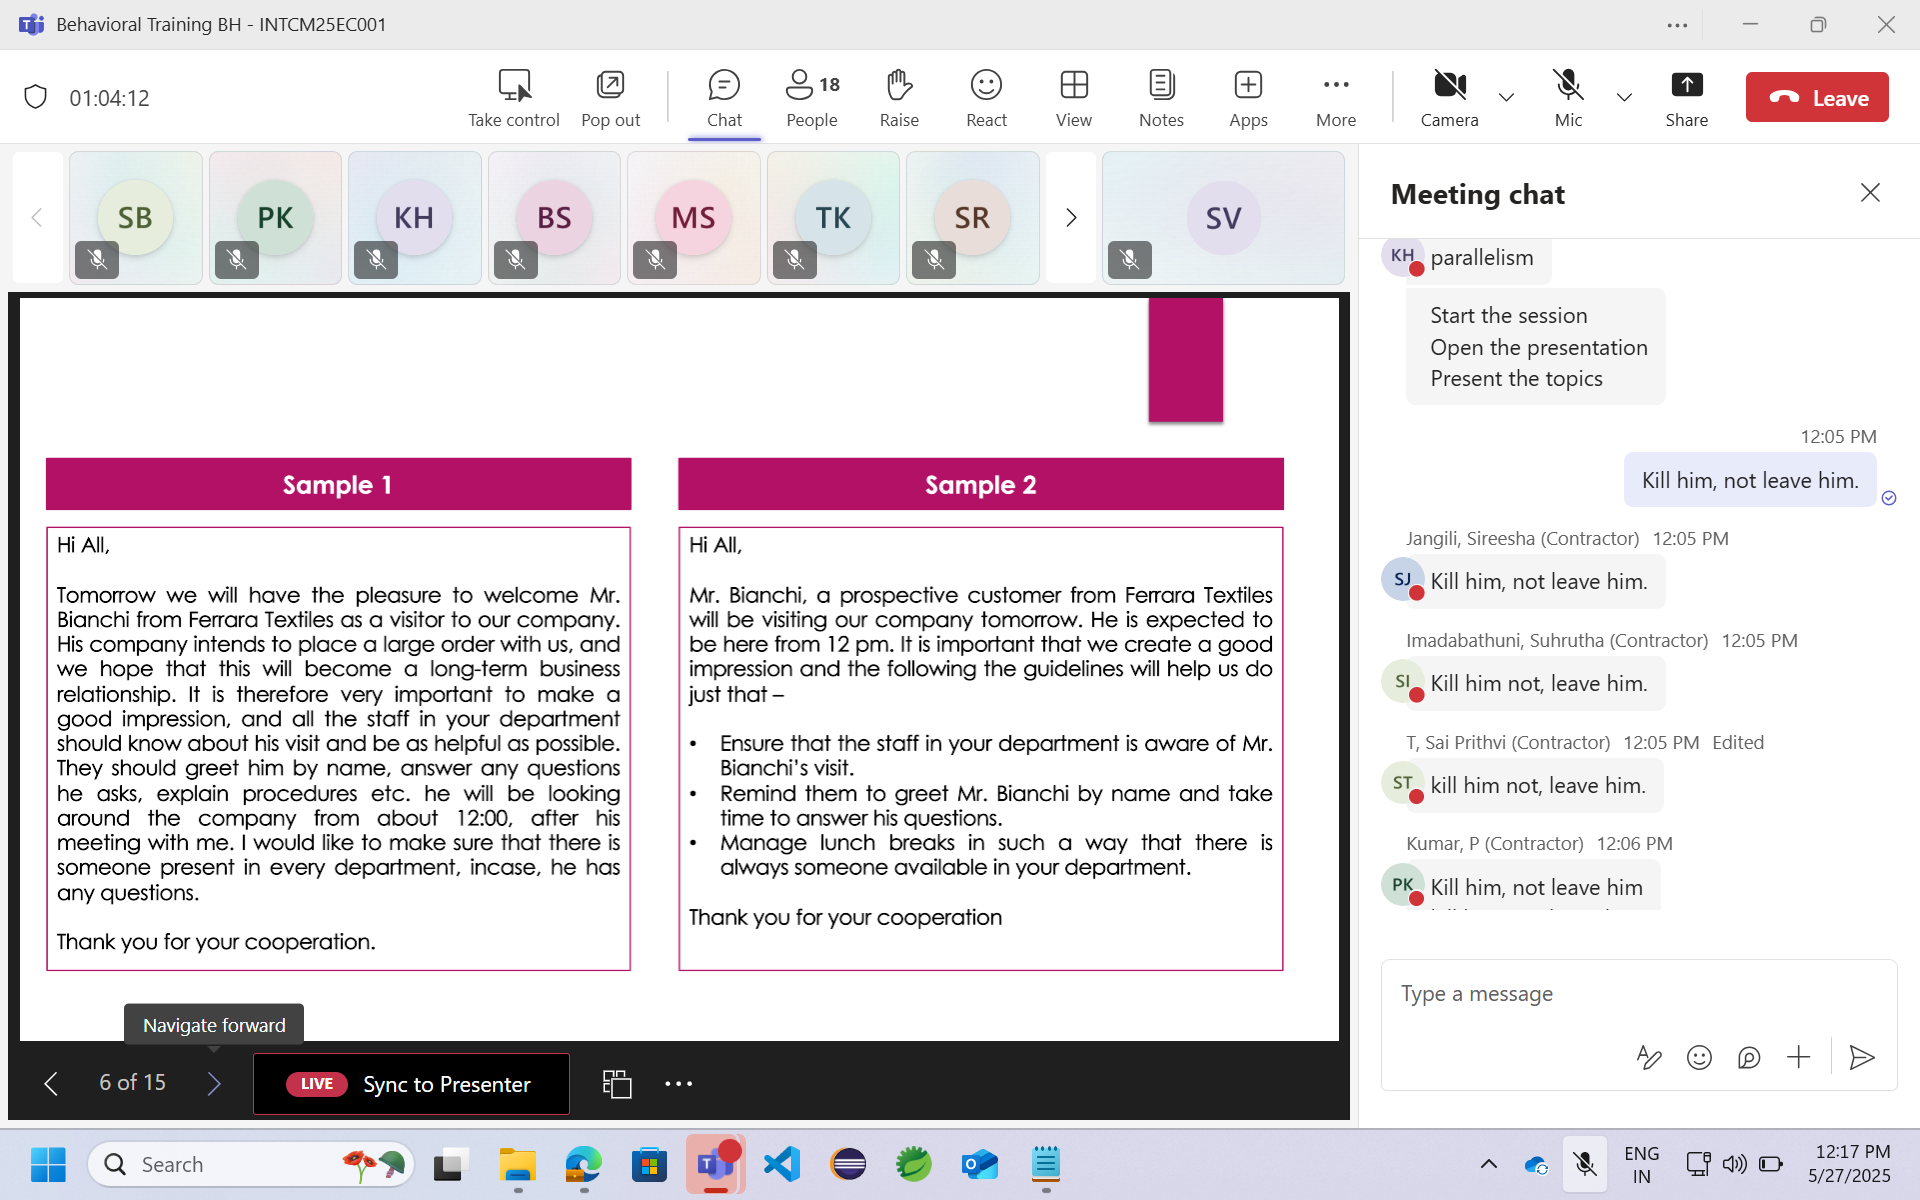 Behavioral Training BH - INTCM25EC001
01:04:12
Take control
Pop out
Chat
18
People
Raise
React
View
Notes
Apps
More
Camera
Mic
Share
Leave
SB
PK
KH
BS
MS
TK
SR
SV
Sample 1
Hi All,
Tomorrow we will have the pleasure to welcome Mr.
Bianchi from Ferrara Textiles as a visitor to our company.
His company intends to place a large order with us, and
we hope that this will become a long-term business
relationship. It is therefore very important to make a
good impression, and all the staff in your department
should know about his visit and be as helpful as possible.
They should greet him by name, answer any questions
he asks, explain procedures etc. he will be looking
around the company from about 12:00, after his
meeting with me. I would like to make sure that there is
someone present in every department, incase, he has
any questions.
Thank you for your cooperation.
Sample 2
Hi All,
Mr. Bianchi, a prospective customer from Ferrara Textiles
will be visiting our company tomorrow. He is expected to
be here from 12 pm. It is important that we create a good
impression and the following the guidelines will help us do
just that –
• Ensure that the staff in your department is aware of Mr.
Bianchi's visit.
• Remind them to greet Mr. Bianchi by name and take
time to answer his questions.
• Manage lunch breaks in such a way that there is
always someone available in your department.
Thank you for your cooperation
Navigate forward
6 of 15
LIVE
Sync to Presenter
Meeting chat
KH
parallelism
Start the session
Open the presentation
Present the topics
12:05 PM
Kill him, not leave him.
Jangili, Sireesha (Contractor) 12:05 PM
SJ
Kill him, not leave him.
Imadabathuni, Suhrutha (Contractor) 12:05 PM
SI
Kill him not, leave him.
T, Sai Prithvi (Contractor) 12:05 PM Edited
ST
kill him not, leave him.
Kumar, P (Contractor) 12:06 PM
PK
Kill him, not leave him
Type a message
Search
ENG
IN
12:17 PM
5/27/2025